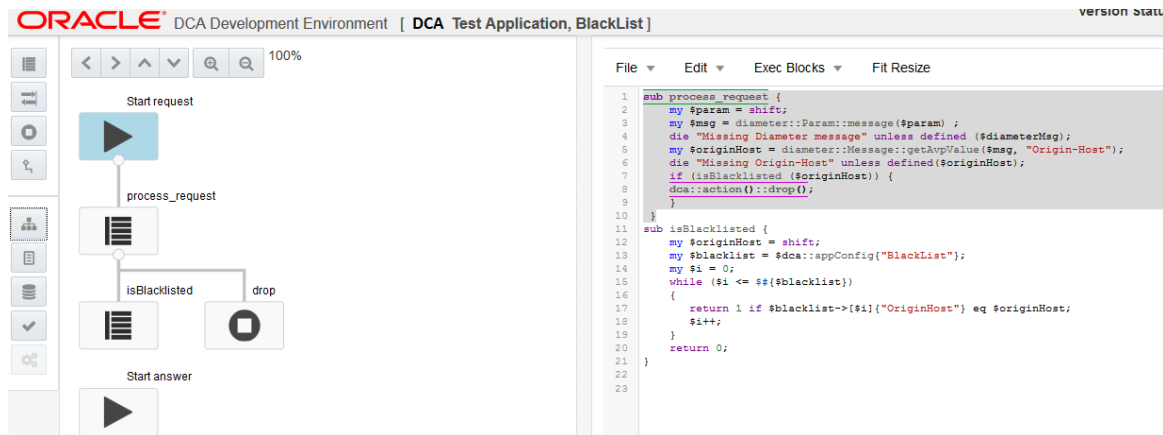 ORACLE® DCA Development Environment [ DCA Test Application, BlackList ]
Version Statu
100%
Start request
process_request
isBlacklisted drop
Start answer
File Edit Exec Blocks Fit Resize
1 sub process_request {
2 my $param = shift;
3 my $msg = diameter::Param::message($param) ;
4 die "Missing Diameter message" unless defined ($diameterMsg);
5 my $originHost = diameter::Message::getAvpValue($msg, "Origin-Host");
6 die "Missing Origin-Host" unless defined($originHost);
7 if (isBlacklisted ($originHost)) {
8 dca::action()::drop();
9 }
10 }
11 sub isBlacklisted {
12 my $originHost = shift;
13 my $blacklist = $dca::appConfig{"BlackList"};
14 my $i = 0;
15 while ($i <= $#{$blacklist})
16 {
17 return 1 if $blacklist->[$i]{"OriginHost"} eq $originHost;
18 $i++;
19 }
20 return 0;
21 }
22
23